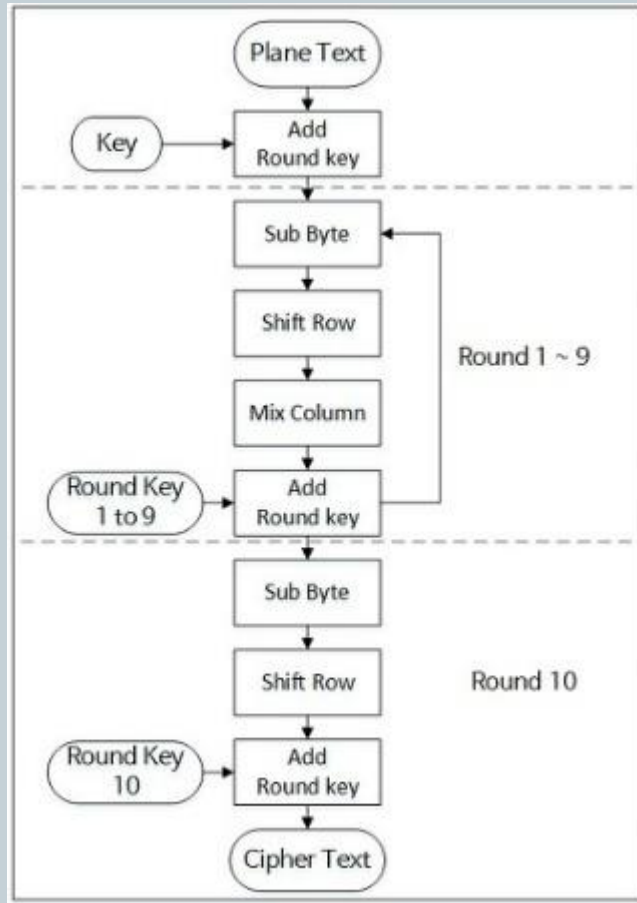 Plane Text
Key
Add
Round key
Sub Byte
Shift Row
Round 1 ~ 9
Mix Column
Round Key
1 to 9
Add
Round key
Sub Byte
Shift Row
Round 10
Round Key
10
Add
Round key
Cipher Text